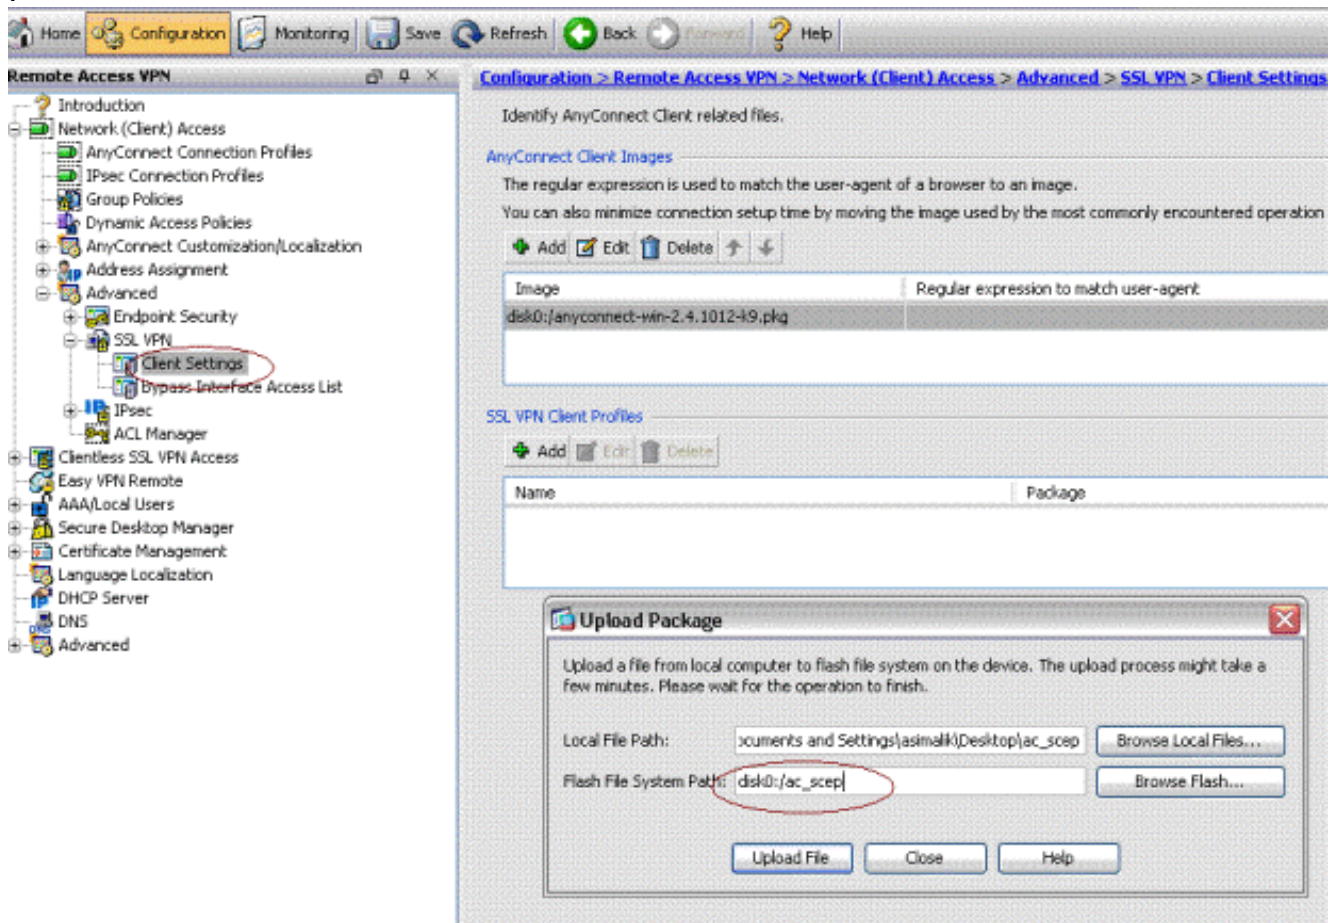 Home Configuration Monitoring Save Refresh Back Forward Help
Remote Access VPN
Introduction
Network (Client) Access
AnyConnect Connection Profiles
IPsec Connection Profiles
Group Policies
Dynamic Access Policies
AnyConnect Customization/Localization
Address Assignment
Advanced
Endpoint Security
SSL VPN
Client Settings
Bypass Interface Access List
IPsec
ACL Manager
Clientless SSL VPN Access
Easy VPN Remote
AAA/Local Users
Secure Desktop Manager
Certificate Management
Language Localization
DHCP Server
DNS
Advanced
Configuration > Remote Access VPN > Network (Client) Access > Advanced > SSL VPN > Client Settings
Identify AnyConnect Client related files.
AnyConnect Client Images
The regular expression is used to match the user-agent of a browser to an image.
You can also minimize connection setup time by moving the image used by the most commonly encountered operation
Add Edit Delete
Image Regular expression to match user-agent
disk0:/anyconnect-win-2.4.1012-k9.pkg
SSL VPN Client Profiles
Add Edit Delete
Name Package
Upload Package
Upload a file from local computer to flash file system on the device. The upload process might take a
few minutes. Please wait for the operation to finish.
Local File Path: ocuments and Settings\asimalik\Desktop\ac_scep Browse Local Files...
Flash File System Path: disk0:/ac_scep Browse Flash...
Upload File Close Help